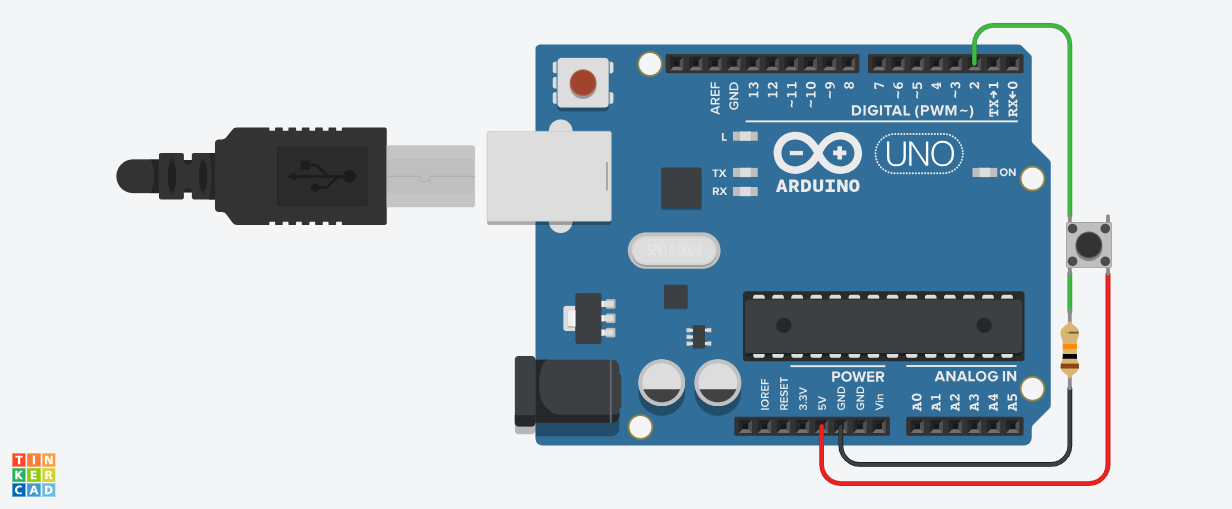 AREF
GND
13
12
~11
~10
~9
8
7
~6
~5
4
~3
2
TX→1
RX←0
DIGITAL (PWM~)
L
TX
RX
UNO
ON
ARDUINO
SPK16.000G
POWER
ANALOG IN
IOREF
RESET
3.3V
5V
GND
GND
Vin
A0
A1
A2
A3
A4
A5
TIN
KER
CAD